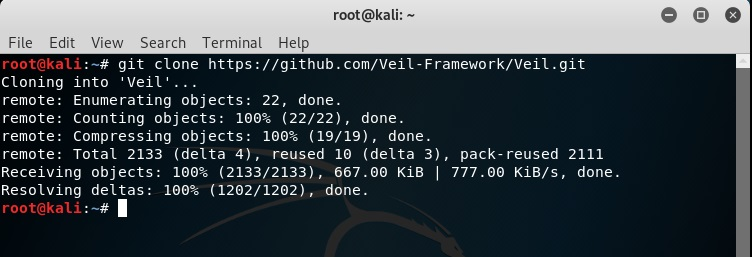 root@kali: ~
File Edit View Search Terminal Help
root@kali:~# git clone https://github.com/Veil-Framework/Veil.git
Cloning into 'Veil'...
remote: Enumerating objects: 22, done.
remote: Counting objects: 100% (22/22), done.
remote: Compressing objects: 100% (19/19), done.
remote: Total 2133 (delta 4), reused 10 (delta 3), pack-reused 2111
Receiving objects: 100% (2133/2133), 667.00 KiB | 777.00 KiB/s, done.
Resolving deltas: 100% (1202/1202), done.
root@kali:~#